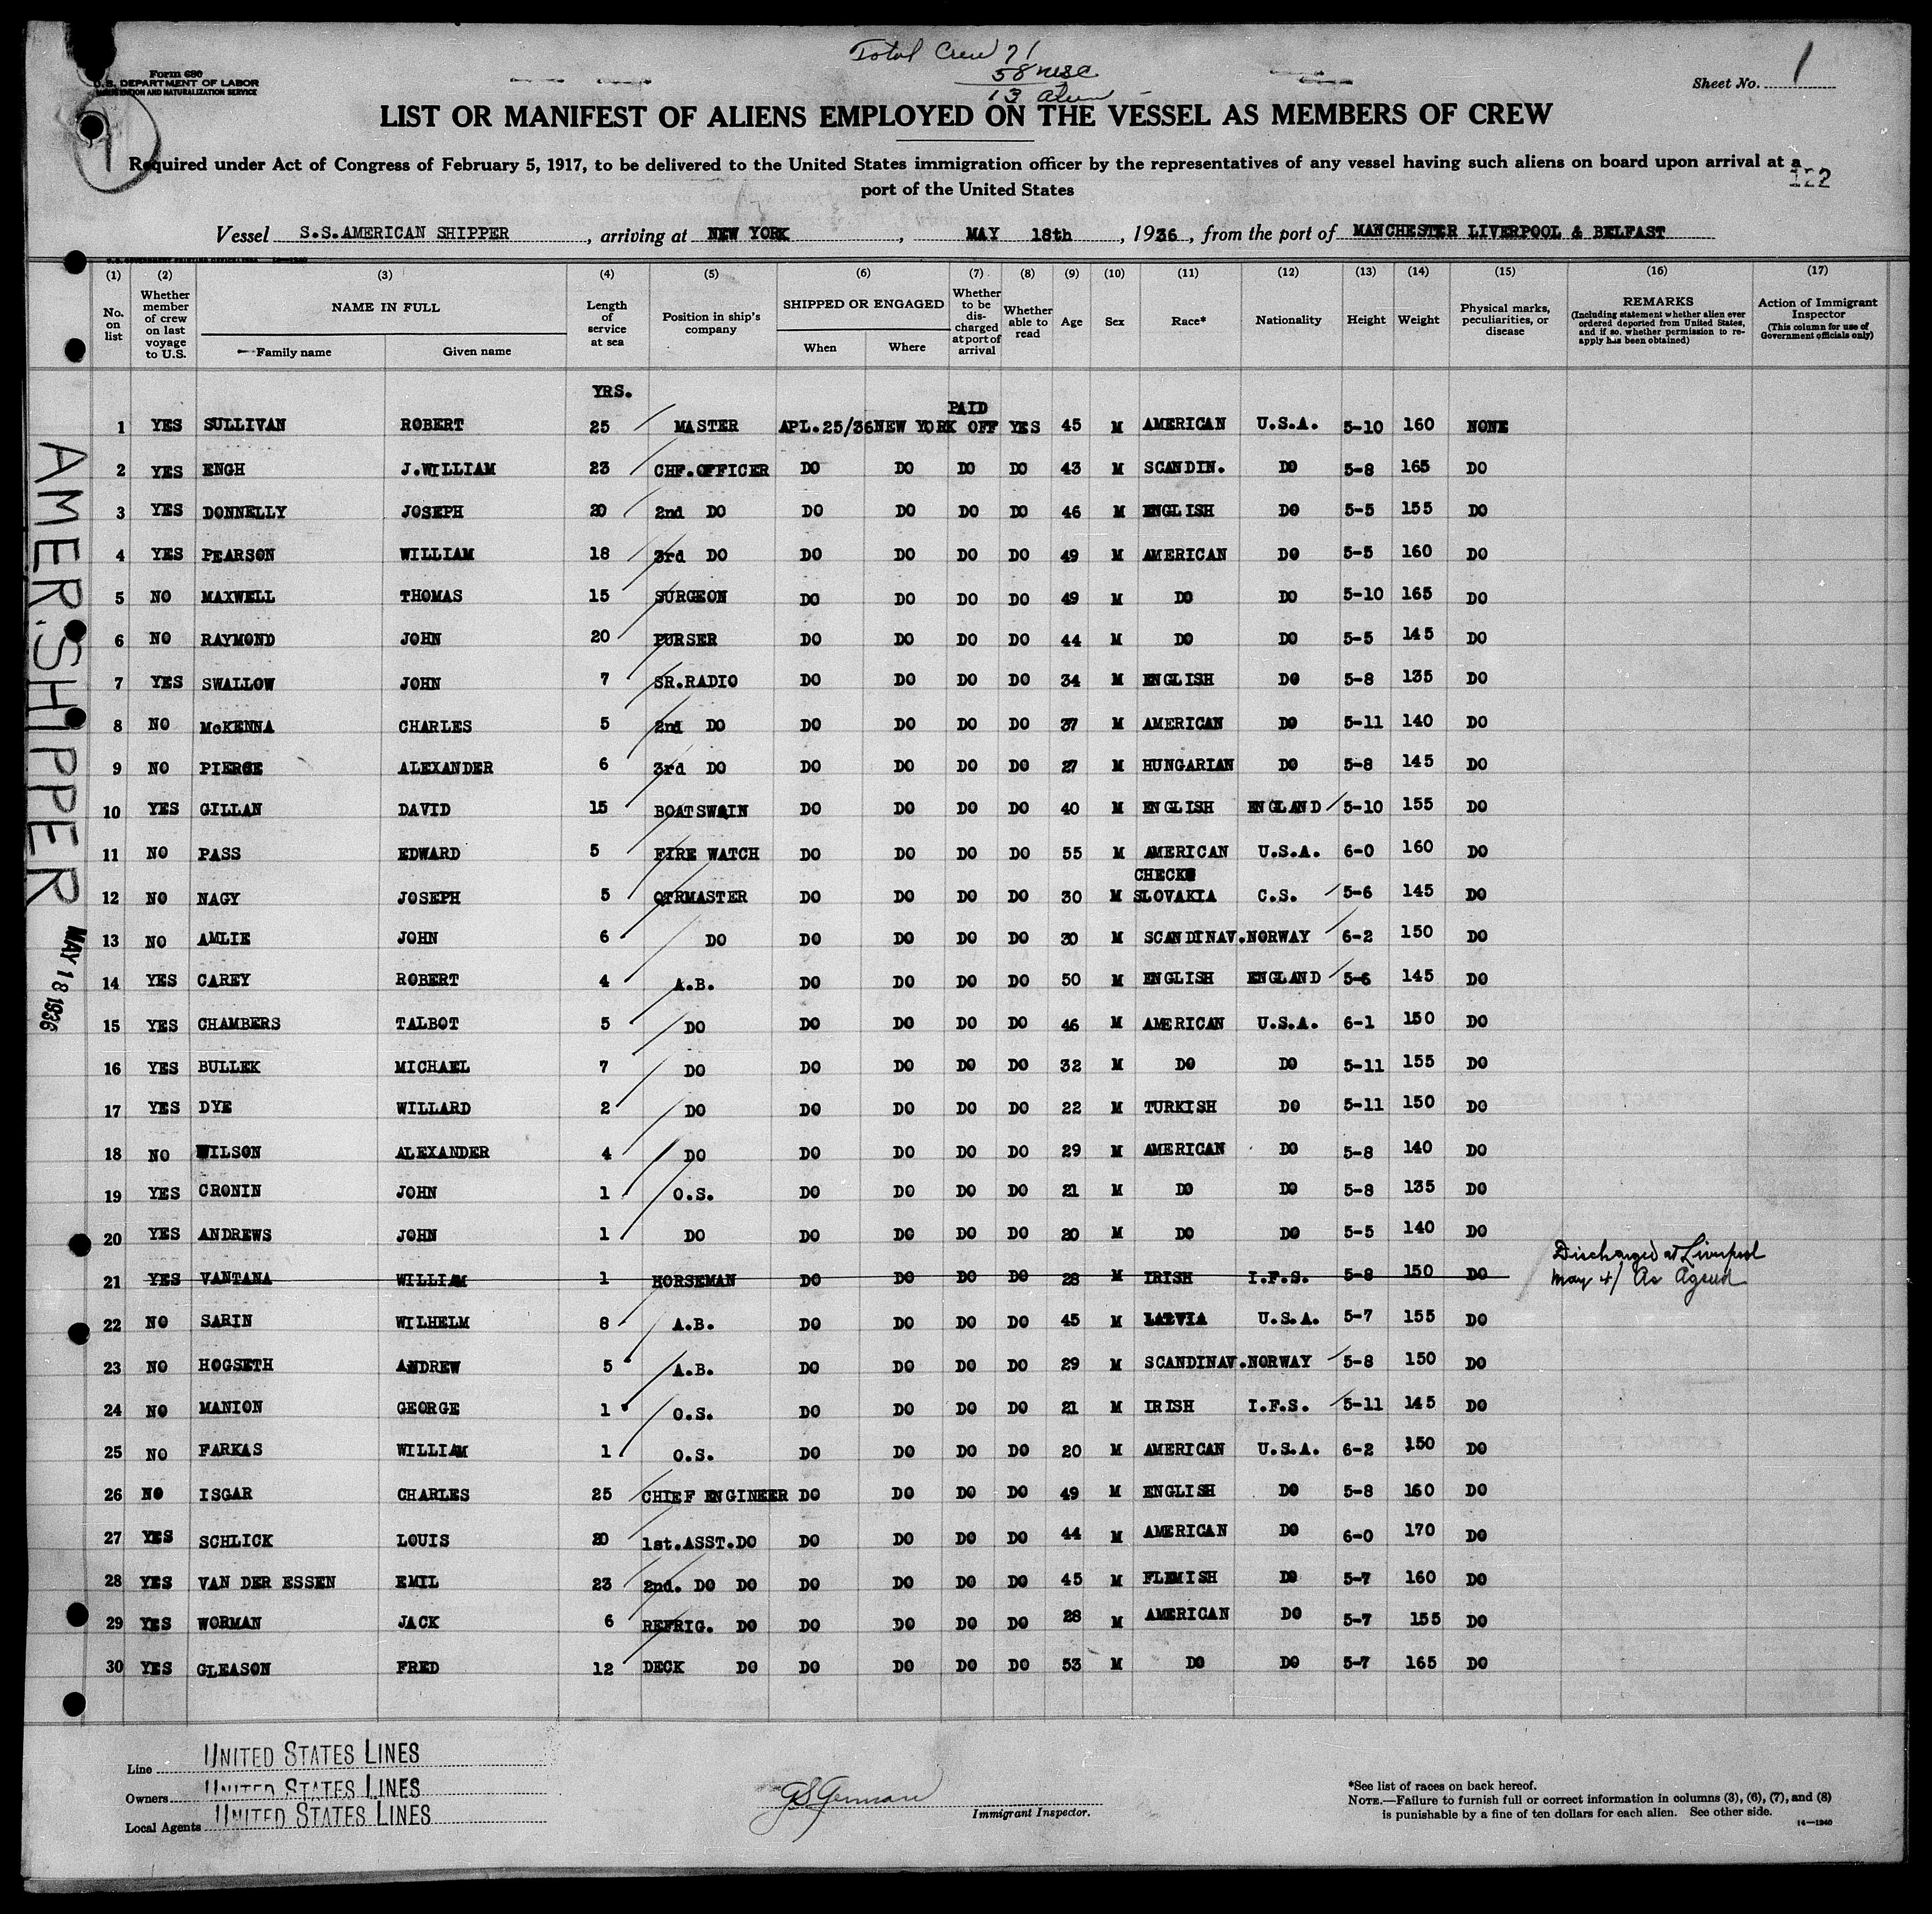 Total Crew 71
58 usc
13 alien
Form 680
U. S. DEPARTMENT OF LABOR
IMMIGRATION AND NATURALIZATION SERVICE
Sheet No. 1
9
LIST OR MANIFEST OF ALIENS EMPLOYED ON THE VESSEL AS MEMBERS OF CREW
Required under Act of Congress of February 5, 1917, to be delivered to the United States immigration officer by the representatives of any vessel having such aliens on board upon arrival at a
port of the United States
122
Vessel S.S.AMERICAN SHIPPER, arriving at NEW YORK, MAY 18th, 1936, from the port of MANCHESTER LIVERPOOL & BELFAST
(1) (2) (3) (4) (5) (6) (7) (8) (9) (10) (11) (12) (13) (14) (15) (16) (17)
No. on list
Whether member of crew on last voyage to U.S.
NAME IN FULL
Family name Given name
Length of service at sea
Position in ship's company
SHIPPED OR ENGAGED
When Where
Whether to be discharged at port of arrival
Whether able to read
Age
Sex
Race*
Nationality
Height
Weight
Physical marks, peculiarities, or disease
REMARKS
(Including statement whether alien ever ordered deported from United States, and if so, whether permission to reapply has been obtained)
Action of Immigrant Inspector
(This column for use of Government officials only)
YRS.
PAID
1 YES SULLIVAN ROBERT 25 MASTER APL.25/36 NEW YORK OFF YES 45 M AMERICAN U.S.A. 5-10 160 NONE
2 YES ENGH J.WILLIAM 23 CHF.OFFICER DO DO DO DO 43 M SCANDIN. DO 5-8 165 DO
3 YES DONNELLY JOSEPH 20 2nd DO DO DO DO DO 46 M ENGLISH DO 5-5 155 DO
4 YES PEARSON WILLIAM 18 3rd DO DO DO DO DO 49 M AMERICAN DO 5-5 160 DO
5 NO MAXWELL THOMAS 15 SURGEON DO DO DO DO 49 M DO DO 5-10 165 DO
6 NO RAYMOND JOHN 20 PURSER DO DO DO DO 44 M DO DO 5-5 145 DO
7 YES SWALLOW JOHN 7 SR.RADIO DO DO DO DO 34 M ENGLISH DO 5-8 135 DO
8 NO McKENNA CHARLES 5 2nd DO DO DO DO DO 37 M AMERICAN DO 5-11 140 DO
9 NO PIERCE ALEXANDER 6 3rd DO DO DO DO DO 27 M HUNGARIAN DO 5-8 145 DO
10 YES GILLAN DAVID 15 BOATSWAIN DO DO DO DO 40 M ENGLISH ENGLAND 5-10 155 DO
11 NO PASS EDWARD 5 FIRE WATCH DO DO DO DO 55 M AMERICAN U.S.A. 6-0 160 DO
CHECKO
12 NO NAGY JOSEPH 5 QTRMASTER DO DO DO DO 30 M SLOVAKIA C.S. 5-6 145 DO
13 NO AMLIE JOHN 6 DO DO DO DO DO 30 M SCANDINAV. NORWAY 6-2 150 DO
14 YES CAREY ROBERT 4 A.B. DO DO DO DO 50 M ENGLISH ENGLAND 5-6 145 DO
15 YES CHAMBERS TALBOT 5 DO DO DO DO DO 46 M AMERICAN U.S.A. 6-1 150 DO
16 YES BULLEK MICHAEL 7 DO DO DO DO DO 32 M DO DO 5-11 155 DO
17 YES DYE WILLARD 2 DO DO DO DO DO 22 M TURKISH DO 5-11 150 DO
18 NO WILSON ALEXANDER 4 DO DO DO DO DO 29 M AMERICAN DO 5-8 140 DO
19 YES CRONIN JOHN 1 O.S. DO DO DO DO 21 M DO DO 5-8 135 DO
20 YES ANDREWS JOHN 1 DO DO DO DO DO 20 M DO DO 5-5 140 DO
21 YES VANTANA WILLIAM 1 HORSEMAN DO DO DO DO 28 M IRISH I.F.S. 5-8 150 DO Discharged at Liverpool
May 4/ As Agreed
22 NO SARIN WILHELM 8 A.B. DO DO DO DO 45 M LATVIA U.S.A. 5-7 155 DO
23 NO HOGSETH ANDREW 5 A.B. DO DO DO DO 29 M SCANDINAV. NORWAY 5-8 150 DO
24 NO MANION GEORGE 1 O.S. DO DO DO DO 21 M IRISH I.F.S. 5-11 145 DO
25 NO FARKAS WILLIAM 1 O.S. DO DO DO DO 20 M AMERICAN U.S.A. 6-2 150 DO
26 NO ISGAR CHARLES 25 CHIEF ENGINEER DO DO DO DO 49 M ENGLISH DO 5-8 160 DO
27 YES SCHLICK LOUIS 20 1st.ASST.DO DO DO DO DO 44 M AMERICAN DO 6-0 170 DO
28 YES VAN DER ESSEN EMIL 23 2nd. DO DO DO DO DO DO 45 M FLEMISH DO 5-7 160 DO
29 YES WORMAN JACK 6 REFRIG. DO DO DO DO DO 28 M AMERICAN DO 5-7 155 DO
30 YES GLEASON FRED 12 DECK DO DO DO DO DO 53 M DO DO 5-7 165 DO
AMER.SHIPPER
MAY 18 1936
Line UNITED STATES LINES
Owners UNITED STATES LINES
Local Agents UNITED STATES LINES
GS German
Immigrant Inspector.
*See list of races on back hereof.
NOTE.—Failure to furnish full or correct information in columns (3), (6), (7), and (8)
is punishable by a fine of ten dollars for each alien. See other side.
14—1240